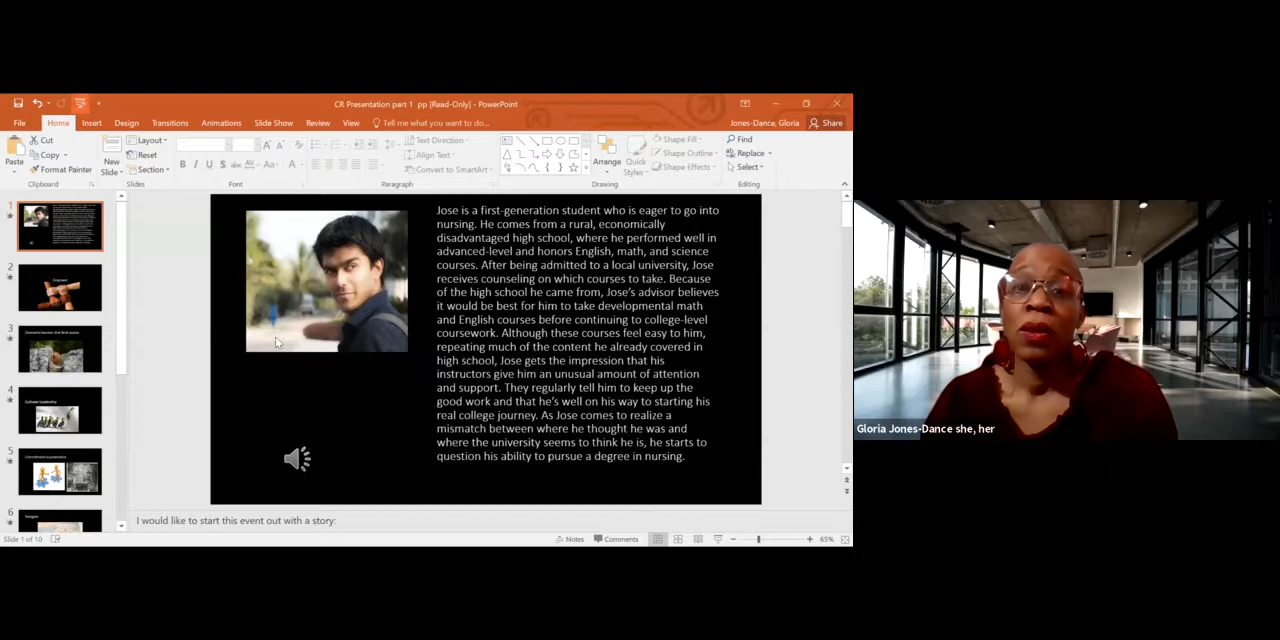 CR Presentation part 1 pp [Read-Only] - PowerPoint
File Home Insert Design Transitions Animations Slide Show Review View Tell me what you want to do... Jones-Dance, Gloria Share
Paste
Cut
Copy
Format Painter
Clipboard
New
Slide
Layout
Reset
Section
Slides
B I U S abc AV Aa A
Font
Text Direction
Align Text
Convert to SmartArt
Paragraph
Arrange
Quick
Styles
Shape Fill
Shape Outline
Shape Effects
Drawing
Find
Replace
Select
Editing
1
2
3
4
Cultivate Leadership
5
6
Jose is a first-generation student who is eager to go into
nursing. He comes from a rural, economically
disadvantaged high school, where he performed well in
advanced-level and honors English, math, and science
courses. After being admitted to a local university, Jose
receives counseling on which courses to take. Because
of the high school he came from, Jose's advisor believes
it would be best for him to take developmental math
and English courses before continuing to college-level
coursework. Although these courses feel easy to him,
repeating much of the content he already covered in
high school, Jose gets the impression that his
instructors give him an unusual amount of attention
and support. They regularly tell him to keep up the
good work and that he's well on his way to starting his
real college journey. As Jose comes to realize a
mismatch between where he thought he was and
where the university seems to think he is, he starts to
question his ability to pursue a degree in nursing.
I would like to start this event out with a story:
Slide 1 of 10
Notes Comments 65%
Gloria Jones-Dance she, her